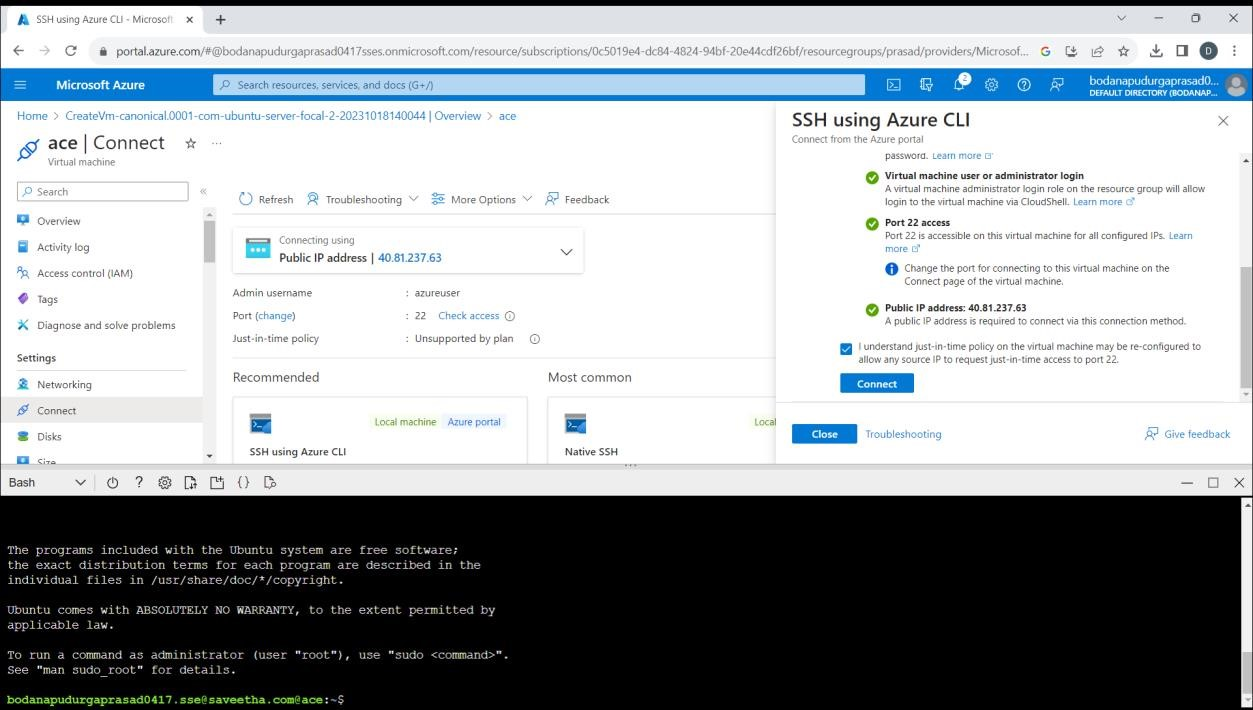 SSH using Azure CLI - Microsoft
portal.azure.com/#@bodanapudurgaprasad0417sses.onmicrosoft.com/resource/subscriptions/0c5019e4-dc84-4824-94bf-20e44cdf26bf/resourcegroups/prasad/providers/Microsof...
D
Microsoft Azure
Search resources, services, and docs (G+/)
2
bodanapudurgaprasad0...
DEFAULT DIRECTORY (BODANAP...
Home > CreateVm-canonical.0001-com-ubuntu-server-focal-2-20231018140044 | Overview > ace
ace | Connect
...
Virtual machine
Search
«
Overview
Activity log
Access control (IAM)
Tags
Diagnose and solve problems
Settings
Networking
Connect
Disks
Size
Refresh
Troubleshooting
More Options
Feedback
Connecting using
Public IP address | 40.81.237.63
Admin username : azureuser
Port (change) : 22 Check access
Just-in-time policy : Unsupported by plan
Recommended
Most common
Local machine Azure portal
SSH using Azure CLI
Local
Native SSH
SSH using Azure CLI
Connect from the Azure portal
password. Learn more
Virtual machine user or administrator login
A virtual machine administrator login role on the resource group will allow
login to the virtual machine via CloudShell. Learn more
Port 22 access
Port 22 is accessible on this virtual machine for all configured IPs. Learn
more
Change the port for connecting to this virtual machine on the
Connect page of the virtual machine.
Public IP address: 40.81.237.63
A public IP address is required to connect via this connection method.
I understand just-in-time policy on the virtual machine may be re-configured to
allow any source IP to request just-in-time access to port 22.
Connect
Close
Troubleshooting
Give feedback
Bash
?
{}
The programs included with the Ubuntu system are free software;
the exact distribution terms for each program are described in the
individual files in /usr/share/doc/*/copyright.
Ubuntu comes with ABSOLUTELY NO WARRANTY, to the extent permitted by
applicable law.
To run a command as administrator (user "root"), use "sudo <command>".
See "man sudo_root" for details.
bodanapudurgaprasad0417.sse@saveetha.com@ace:~$